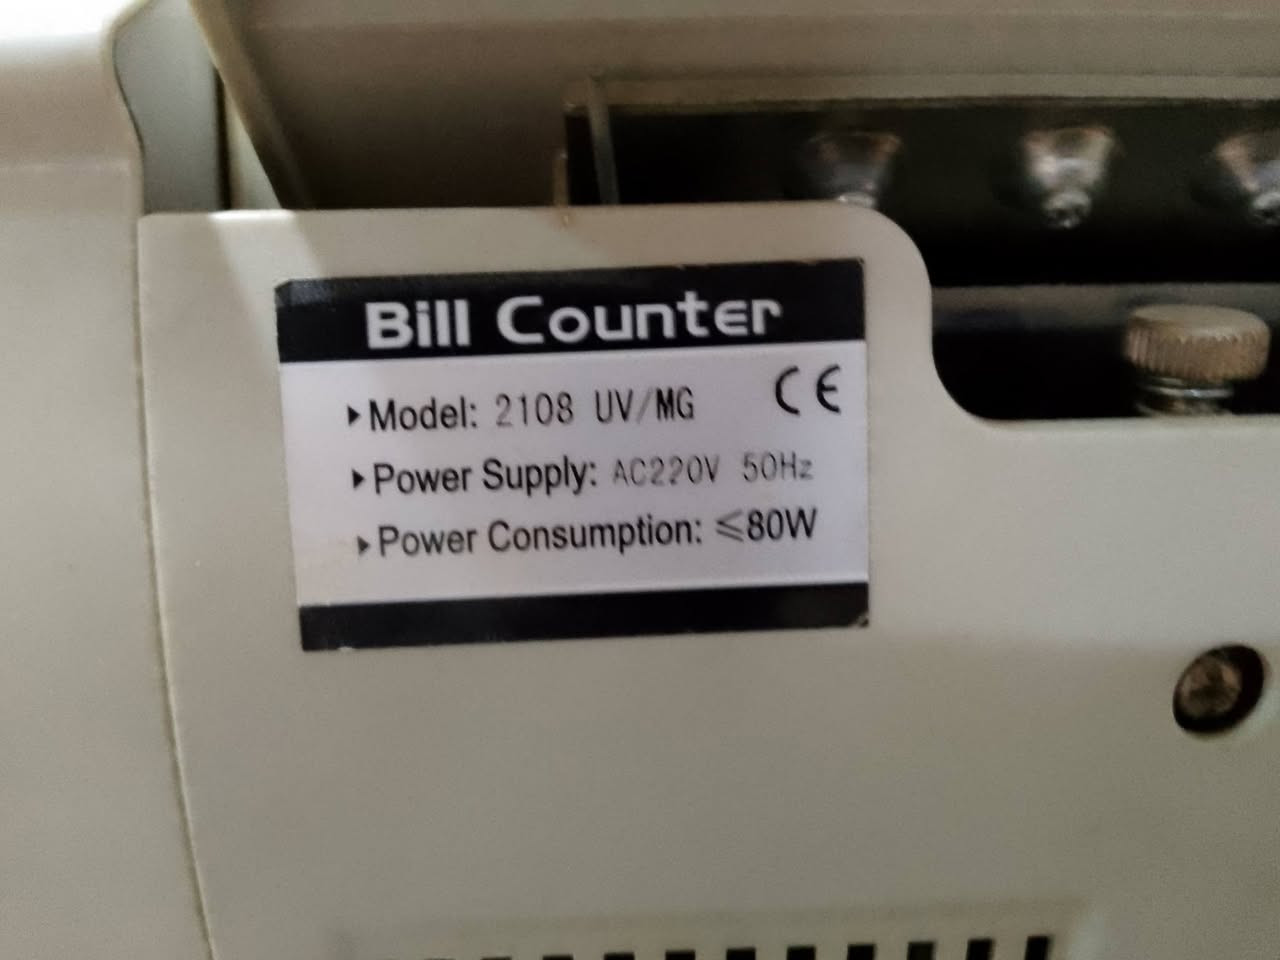 Bill Counter
▸Model: 2108 UV/MG CE
▸Power Supply: AC220V 50Hz
▸Power Consumption: ≤80W